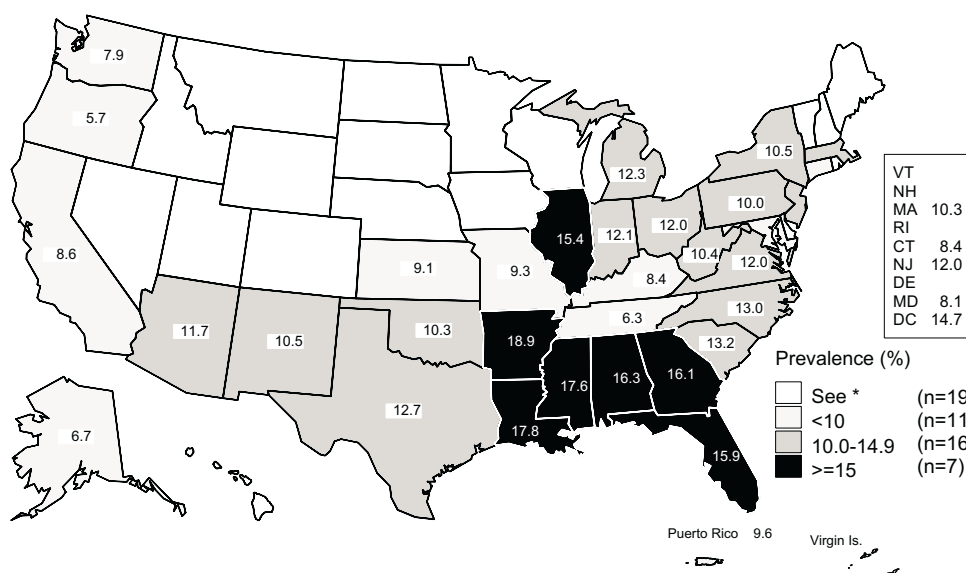 7.9
5.7
8.6
6.7
11.7
10.5
12.7
10.3
9.1
9.3
18.9
17.8
15.4
12.3
12.1
12.0
8.4
6.3
17.6
16.3
16.1
15.9
13.2
13.0
12.0
10.4
10.0
10.5
VT
NH
MA 10.3
RI
CT 8.4
NJ 12.0
DE
MD 8.1
DC 14.7
Prevalence (%)
See * (n=19
<10 (n=11
10.0-14.9 (n=16
>=15 (n=7)
Puerto Rico 9.6
Virgin Is.